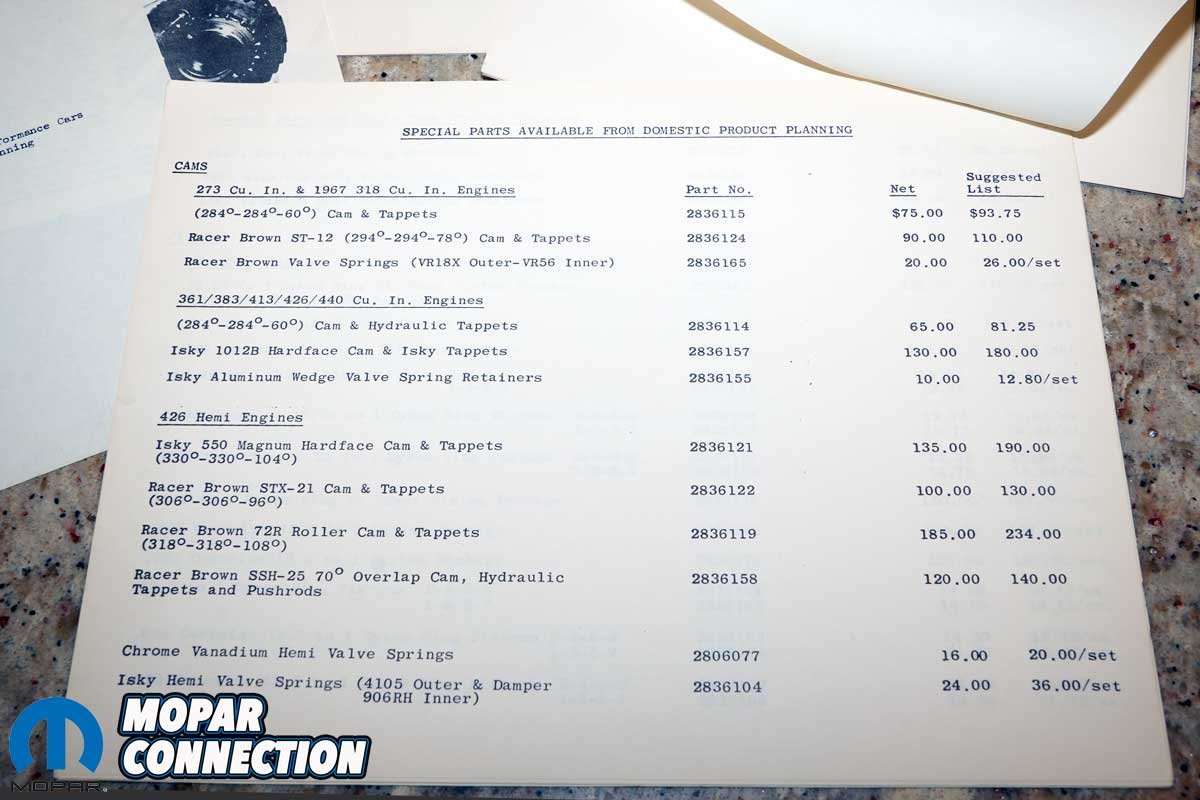 formance Cars
nning
SPECIAL PARTS AVAILABLE FROM DOMESTIC PRODUCT PLANNING
CAMS
273 Cu. In. & 1967 318 Cu. In. Engines Part No. Net Suggested List
(284°-284°-60°) Cam & Tappets 2836115 $75.00 $93.75
Racer Brown ST-12 (294°-294°-78°) Cam & Tappets 2836124 90.00 110.00
Racer Brown Valve Springs (VR18X Outer-VR56 Inner) 2836165 20.00 26.00/set
361/383/413/426/440 Cu. In. Engines
(284°-284°-60°) Cam & Hydraulic Tappets 2836114 65.00 81.25
Isky 1012B Hardface Cam & Isky Tappets 2836157 130.00 180.00
Isky Aluminum Wedge Valve Spring Retainers 2836155 10.00 12.80/set
426 Hemi Engines
Isky 550 Magnum Hardface Cam & Tappets 2836121 135.00 190.00
(330°-330°-104°)
Racer Brown STX-21 Cam & Tappets 2836122 100.00 130.00
(306°-306°-96°)
Racer Brown 72R Roller Cam & Tappets 2836119 185.00 234.00
(318°-318°-108°)
Racer Brown SSH-25 70° Overlap Cam, Hydraulic 2836158 120.00 140.00
Tappets and Pushrods
Chrome Vanadium Hemi Valve Springs 2806077 16.00 20.00/set
Isky Hemi Valve Springs (4105 Outer & Damper 2836104 24.00 36.00/set
906RH Inner)
MOPAR
CONNECTION
MOPAR